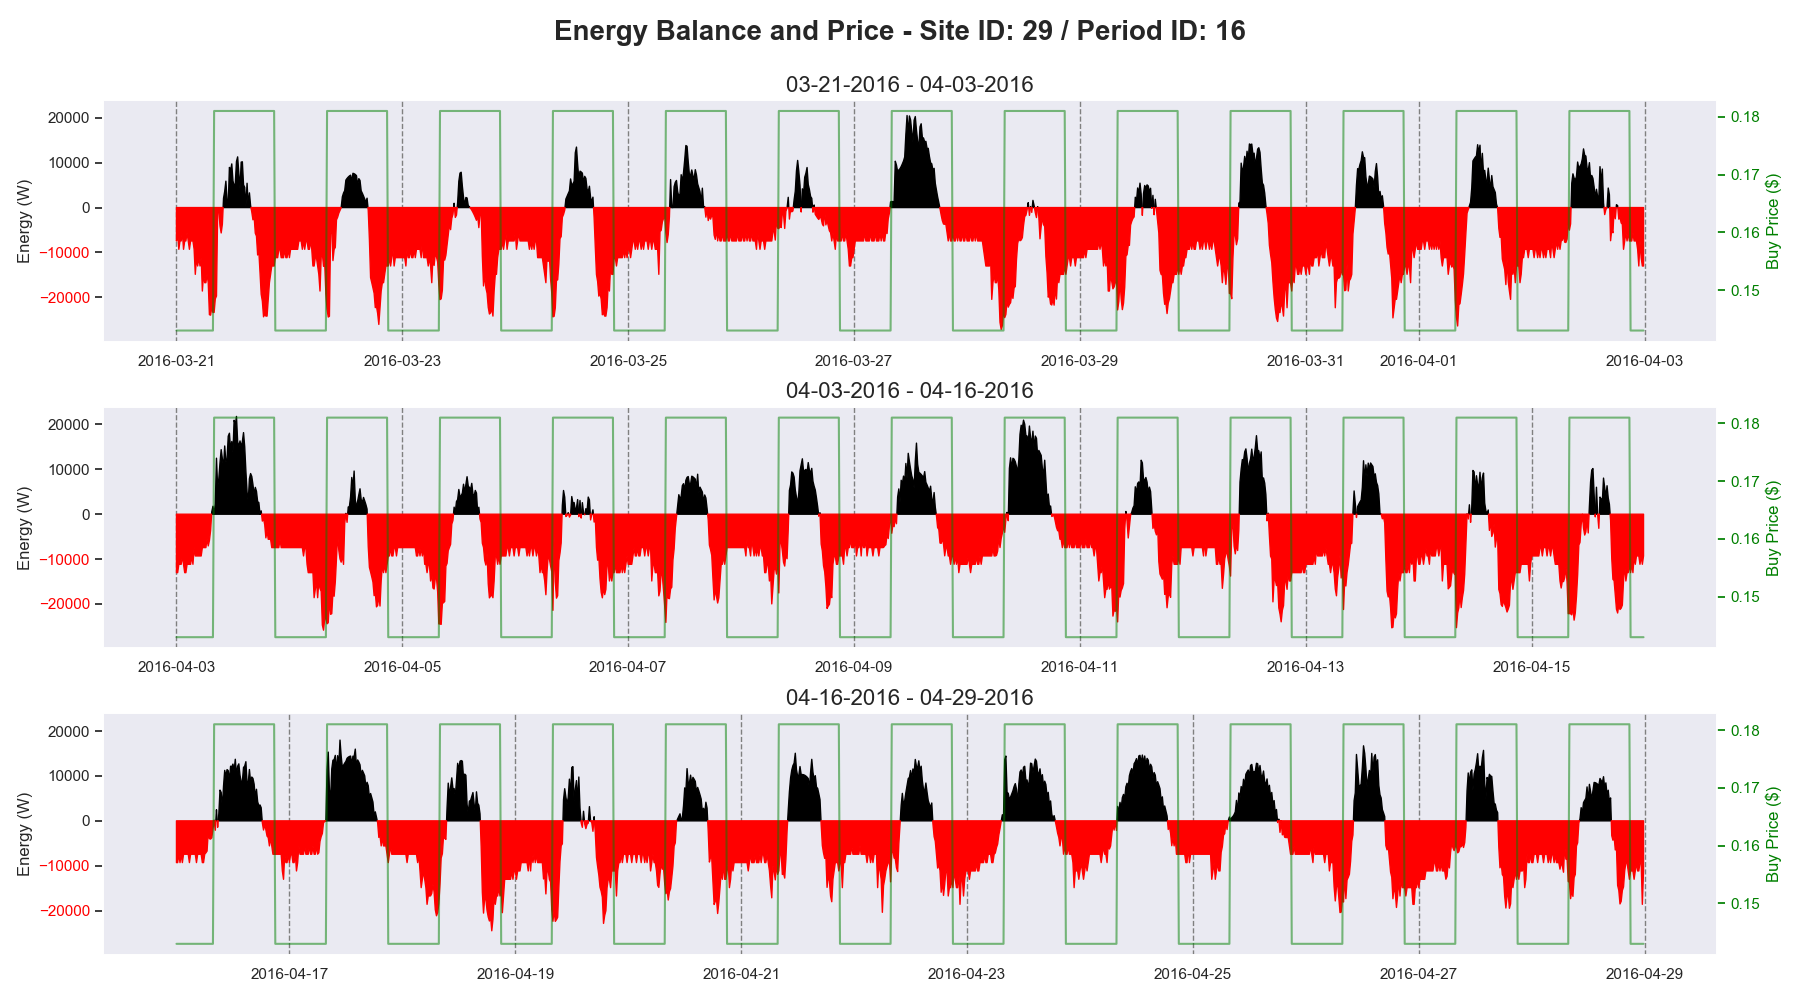 Energy Balance and Price - Site ID: 29 / Period ID: 16
03-21-2016 - 04-03-2016
20000
10000
0
−10000
−20000
Energy (W)
0.18
0.17
0.16
0.15
Buy Price ($)
2016-03-21 2016-03-23 2016-03-25 2016-03-27 2016-03-29 2016-03-31 2016-04-01 2016-04-03
04-03-2016 - 04-16-2016
20000
10000
0
−10000
−20000
Energy (W)
0.18
0.17
0.16
0.15
Buy Price ($)
2016-04-03 2016-04-05 2016-04-07 2016-04-09 2016-04-11 2016-04-13 2016-04-15
04-16-2016 - 04-29-2016
20000
10000
0
−10000
−20000
Energy (W)
0.18
0.17
0.16
0.15
Buy Price ($)
2016-04-17 2016-04-19 2016-04-21 2016-04-23 2016-04-25 2016-04-27 2016-04-29